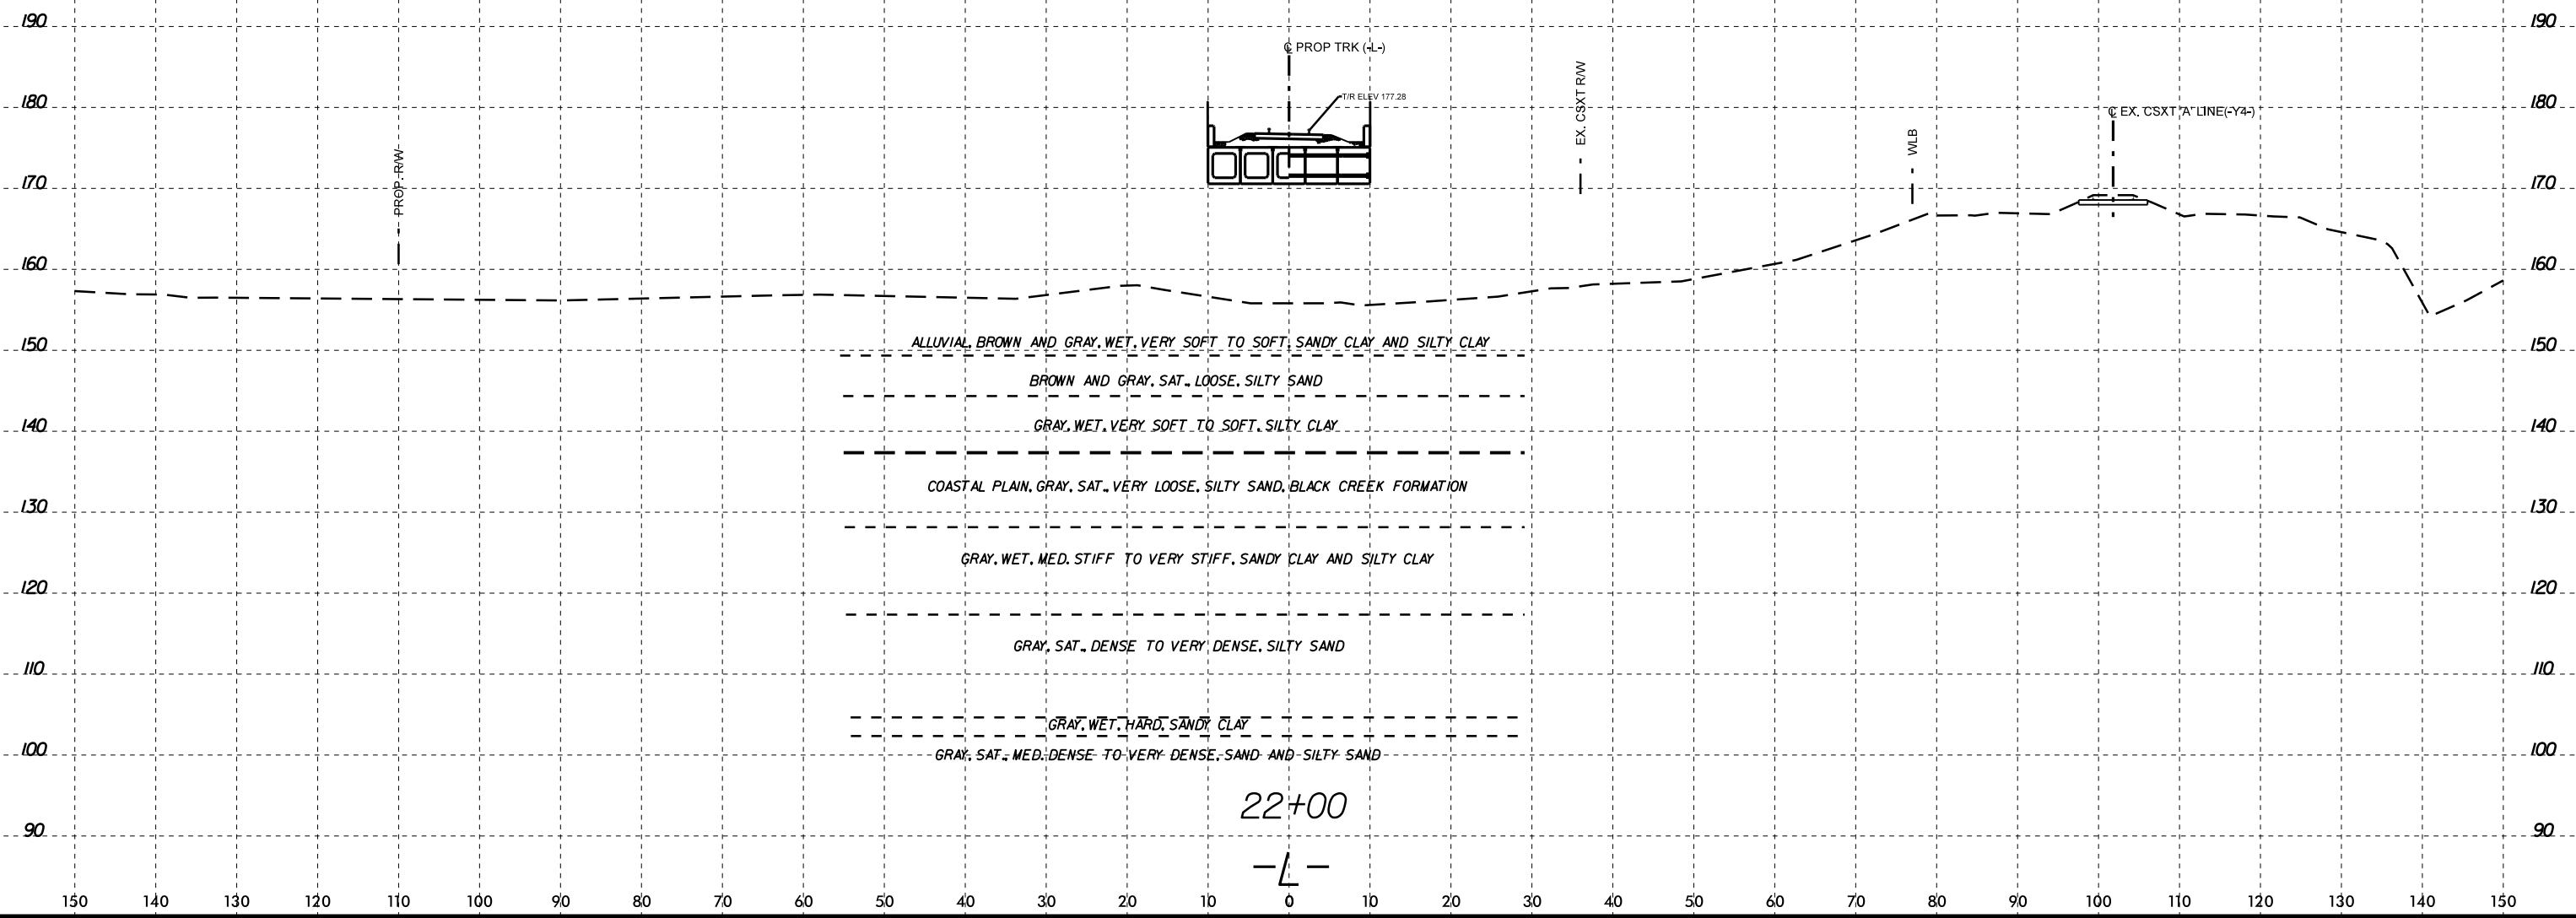 190 190
℄ PROP TRK (-L-)
EX. CSXT R/W
T/R ELEV 177.28
180 180
℄ EX. CSXT 'A' LINE(-Y4-)
WLB
PROP. R/W
170 170
160 160
ALLUVIAL, BROWN AND GRAY, WET, VERY SOFT TO SOFT, SANDY CLAY AND SILTY CLAY
150 150
BROWN AND GRAY, SAT., LOOSE, SILTY SAND
GRAY, WET, VERY SOFT TO SOFT, SILTY CLAY
140 140
COASTAL PLAIN, GRAY, SAT., VERY LOOSE, SILTY SAND, BLACK CREEK FORMATION
130 130
GRAY, WET, MED. STIFF TO VERY STIFF, SANDY CLAY AND SILTY CLAY
120 120
GRAY, SAT., DENSE TO VERY DENSE, SILTY SAND
110 110
GRAY, WET, HARD, SANDY CLAY
100 100
GRAY, SAT., MED. DENSE TO VERY DENSE, SAND AND SILTY SAND
22+00
90 90
-L-
150 140 130 120 110 100 90 80 70 60 50 40 30 20 10 0 10 20 30 40 50 60 70 80 90 100 110 120 130 140 150